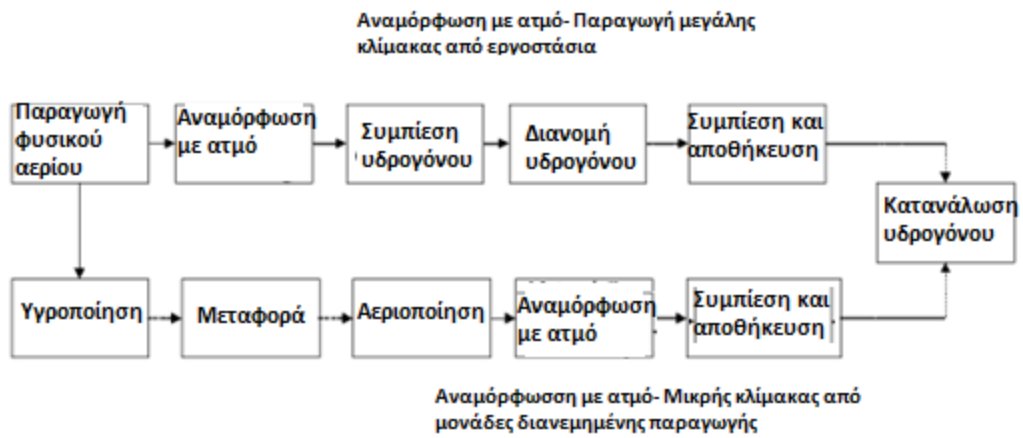 Αναμόρφωση με ατμό- Παραγωγή μεγάλης
κλίμακας από εργοστάσια
Παραγωγή
φυσικού
αερίου
Αναμόρφωση
με ατμό
Συμπίεση
υδρογόνου
Διανομή
υδρογόνου
Συμπίεση και
αποθήκευση
Κατανάλωση
υδρογόνου
Υγροποίηση
Μεταφορά
Αεριοποίηση
Αναμόρφωση
με ατμό
Συμπίεση και
αποθήκευση
Αναμόρφωσση με ατμό- Μικρής κλίμακας από
μονάδες διανεμημένης παραγωγής